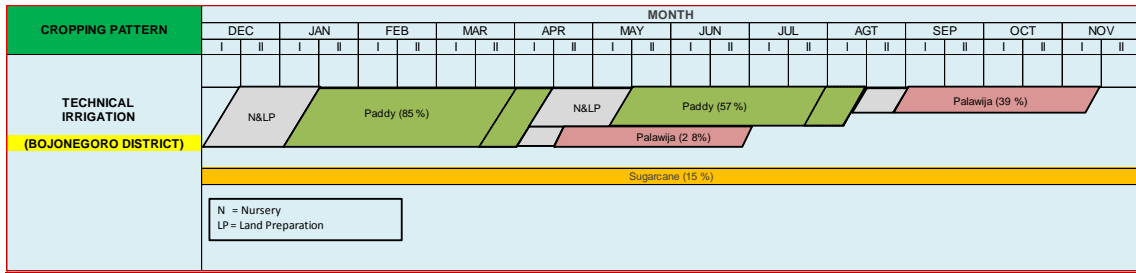 CROPPING PATTERN
MONTH
DEC JAN FEB MAR APR MAY JUN JUL AGT SEP OCT NOV
I II I II I II I II I II I II I II I II I II I II I II I II
TECHNICAL
IRRIGATION
(BOJONEGORO DISTRICT)
N&LP
Paddy (85 %)
N&LP
Paddy (57 %)
Palawija (39 %)
Palawija (2 8%)
Sugarcane (15 %)
N = Nursery
LP = Land Preparation